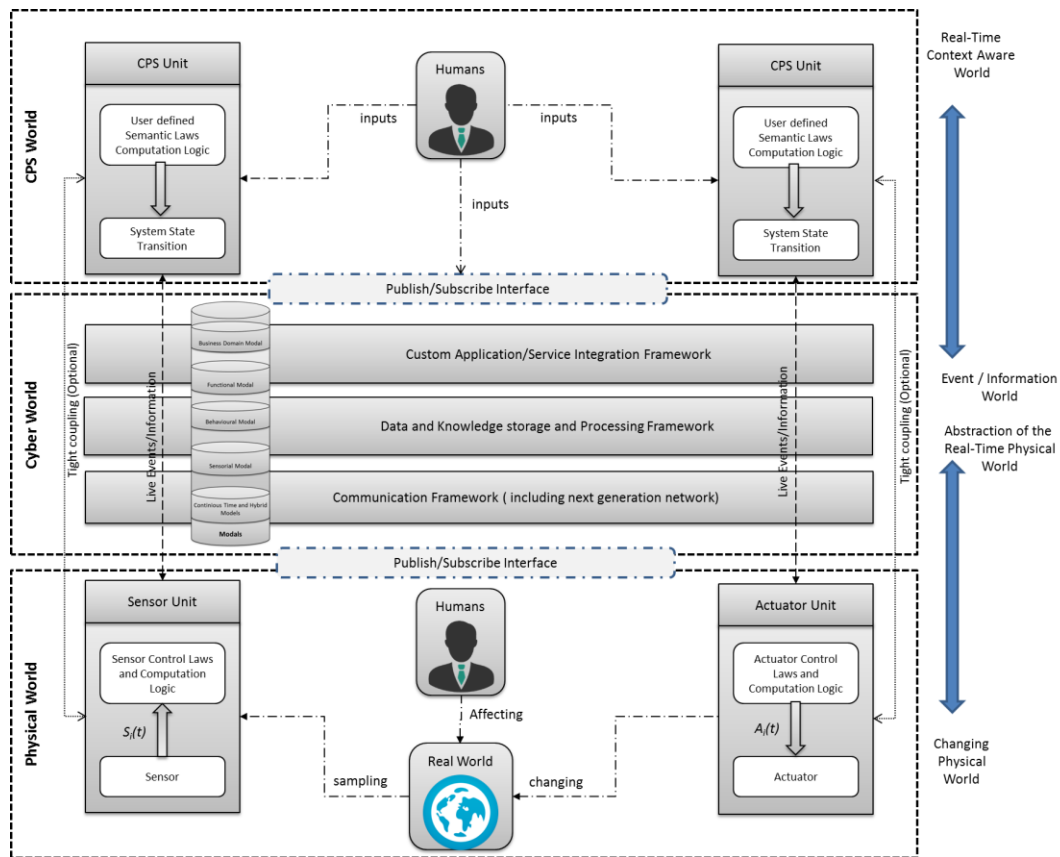 Real-Time
Context Aware
World
CPS World
CPS Unit
User defined
Semantic Laws
Computation Logic
System State
Transition
Humans
inputs
inputs
inputs
CPS Unit
User defined
Semantic Laws
Computation Logic
System State
Transition
Publish/Subscribe Interface
Cyber World
Tight coupling (Optional)
Live Events/Information
Business Domain Modal
Functional Modal
Behavioural Modal
Sensorial Modal
Continious Time and Hybrid
Models
Modals
Custom Application/Service Integration Framework
Data and Knowledge storage and Processing Framework
Communication Framework ( including next generation network)
Live Events/Information
Tight coupling (Optional)
Event / Information
World
Abstraction of the
Real-Time Physical
World
Publish/Subscribe Interface
Physical World
Sensor Unit
Sensor Control Laws
and Computation
Logic
Si(t)
Sensor
Humans
Affecting
Real World
sampling
changing
Actuator Unit
Actuator Control
Laws and
Computation Logic
Ai(t)
Actuator
Changing
Physical
World